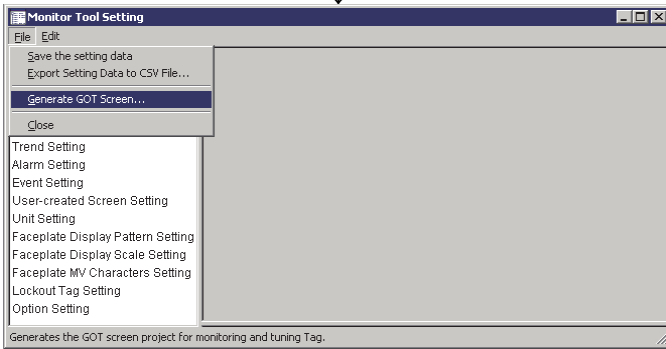 Monitor Tool Setting
File Edit
Save the setting data
Export Setting Data to CSV File...
Generate GOT Screen...
Close
Trend Setting
Alarm Setting
Event Setting
User-created Screen Setting
Unit Setting
Faceplate Display Pattern Setting
Faceplate Display Scale Setting
Faceplate MV Characters Setting
Lockout Tag Setting
Option Setting
Generates the GOT screen project for monitoring and tuning Tag.